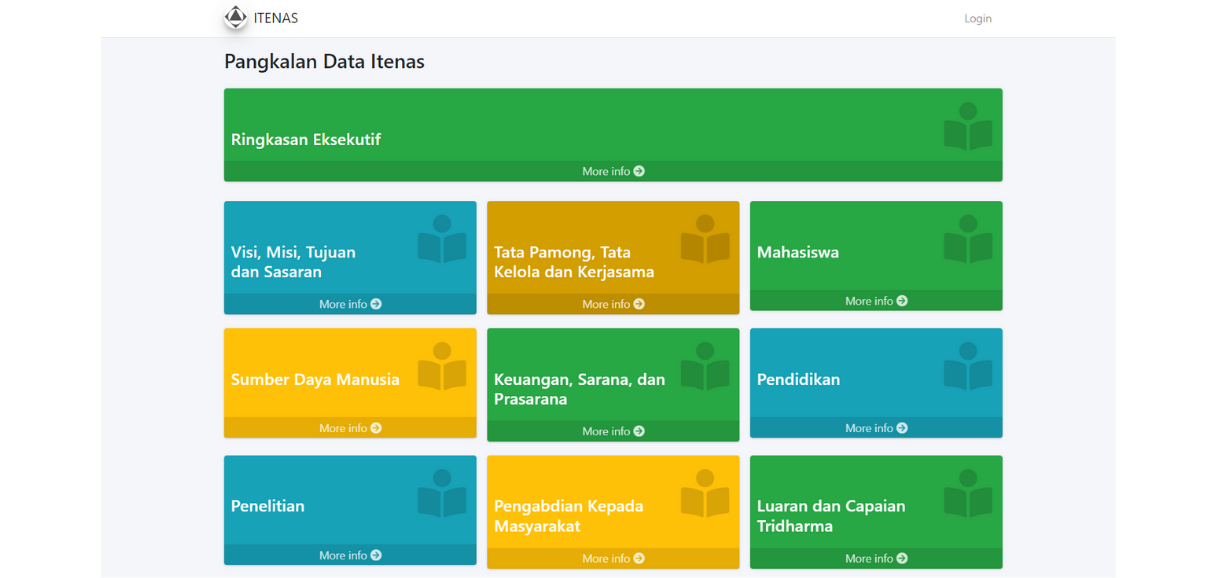 ITENAS
Login
Pangkalan Data Itenas
Ringkasan Eksekutif
More info
Visi, Misi, Tujuan
dan Sasaran
More info
Tata Pamong, Tata
Kelola dan Kerjasama
More info
Mahasiswa
More info
Sumber Daya Manusia
More info
Keuangan, Sarana, dan
Prasarana
More info
Pendidikan
More info
Penelitian
More info
Pengabdian Kepada
Masyarakat
More info
Luaran dan Capaian
Tridharma
More info